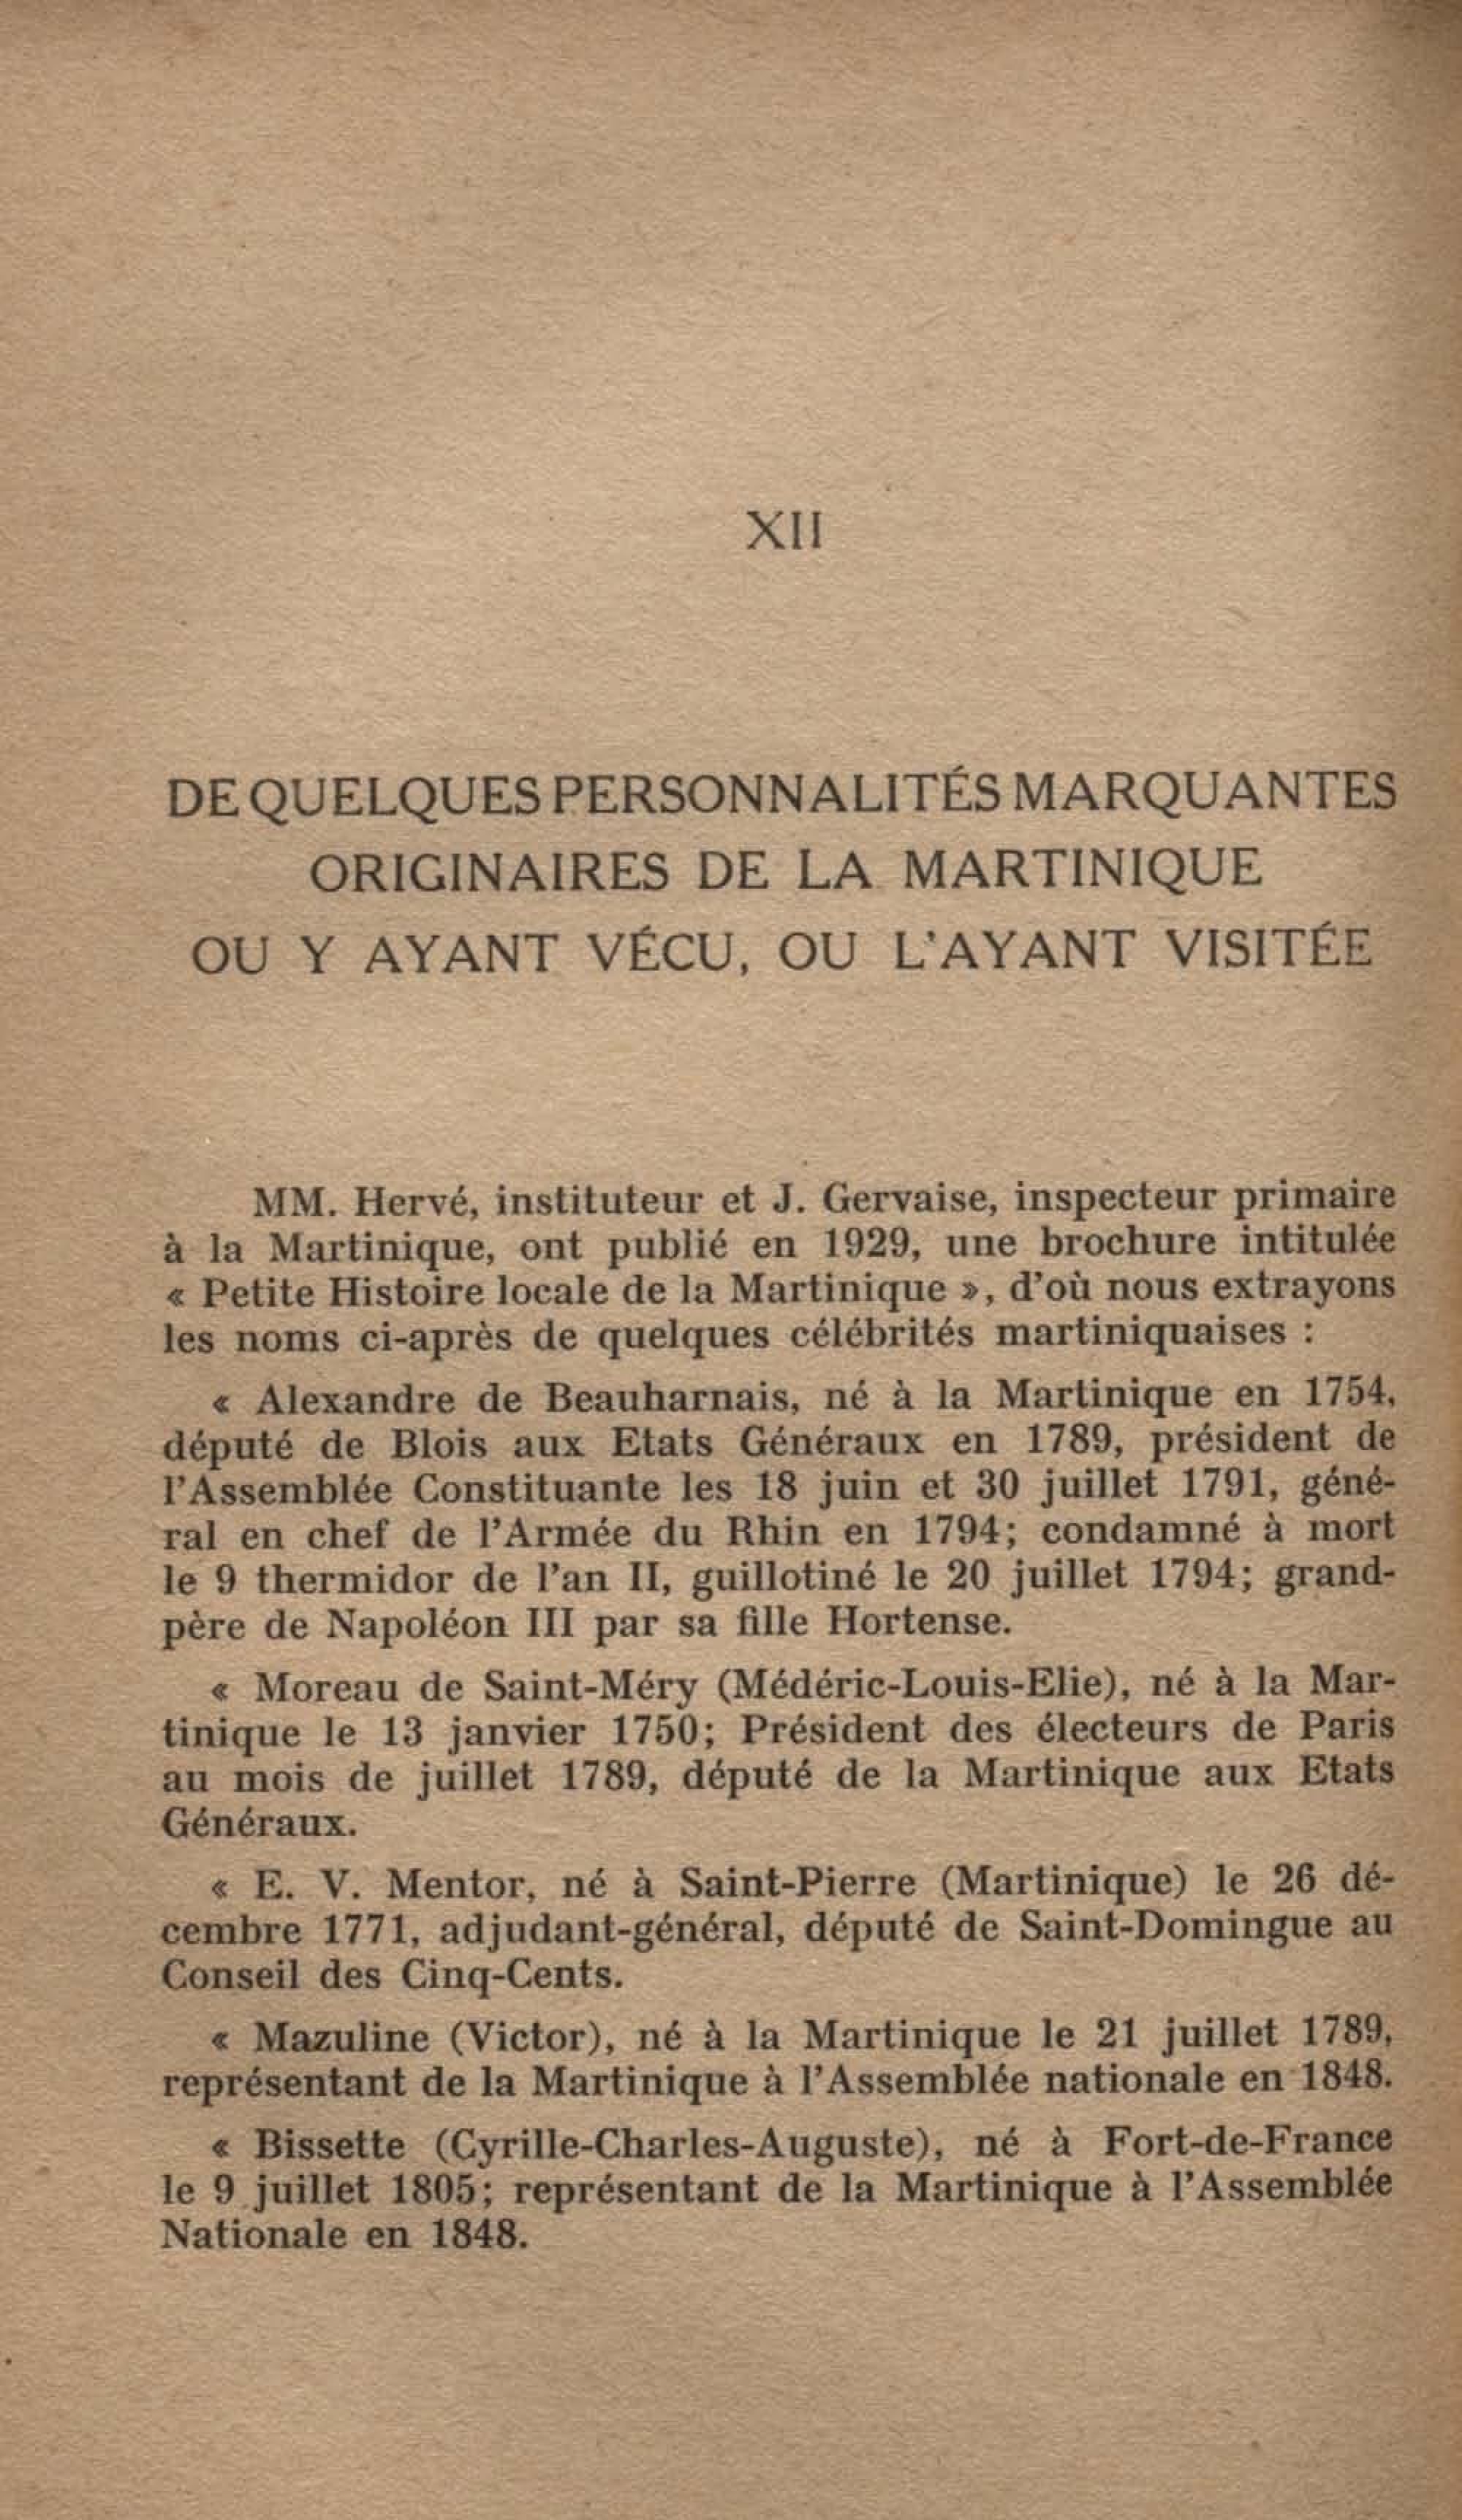 XII
DE QUELQUES PERSONNALITÉS MARQUANTES
ORIGINAIRES DE LA MARTINIQUE
OU Y AYANT VÉCU, OU L'AYANT VISITÉE
MM. Hervé, instituteur et J. Gervaise, inspecteur primaire
à la Martinique, ont publié en 1929, une brochure intitulée
« Petite Histoire locale de la Martinique », d'où nous extrayons
les noms ci-après de quelques célébrités martiniquaises :
« Alexandre de Beauharnais, né à la Martinique en 1754,
député de Blois aux Etats Généraux en 1789, président de
l'Assemblée Constituante les 18 juin et 30 juillet 1791, géné-
ral en chef de l'Armée du Rhin en 1794; condamné à mort
le 9 thermidor de l'an II, guillotiné le 20 juillet 1794; grand-
père de Napoléon III par sa fille Hortense.
« Moreau de Saint-Méry (Médéric-Louis-Elie), né à la Mar-
tinique le 13 janvier 1750; Président des électeurs de Paris
au mois de juillet 1789, député de la Martinique aux Etats
Généraux.
« E. V. Mentor, né à Saint-Pierre (Martinique) le 26 dé-
cembre 1771, adjudant-général, député de Saint-Domingue au
Conseil des Cinq-Cents.
« Mazuline (Victor), né à la Martinique le 21 juillet 1789,
représentant de la Martinique à l'Assemblée nationale en 1848.
« Bissette (Cyrille-Charles-Auguste), né à Fort-de-France
le 9 juillet 1805; représentant de la Martinique à l'Assemblée
Nationale en 1848.